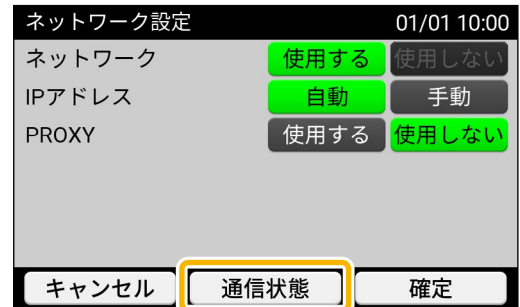 ネットワーク設定 01/01 10:00
ネットワーク 使用する 使用しない
IPアドレス 自動 手動
PROXY 使用する 使用しない
キャンセル 通信状態 確定